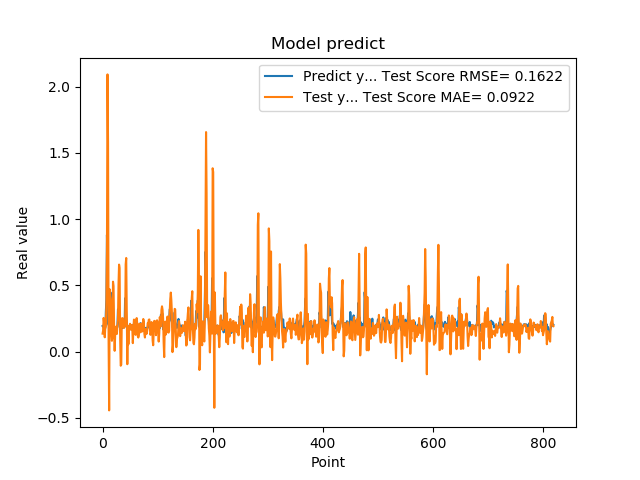 Model predict
Predict y... Test Score RMSE= 0.1622
Test y... Test Score MAE= 0.0922
2.0
1.5
1.0
0.5
0.0
−0.5
Real value
0 200 400 600 800
Point